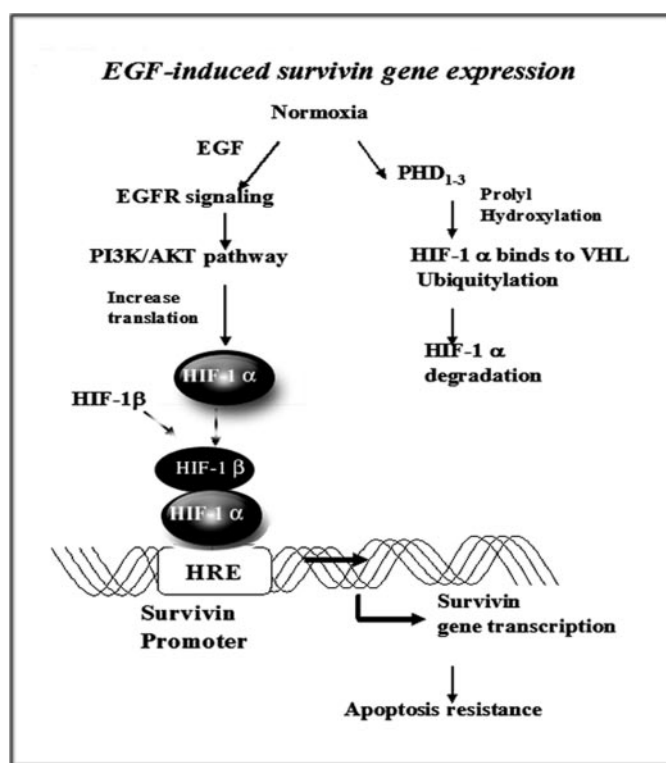 EGF-induced survivin gene expression
Normoxia
EGF
EGFR signaling
PI3K/AKT pathway
Increase
translation
HIF-1 α
HIF-1β
HIF-1 β
HIF-1 α
HRE
Survivin
Promoter
PHD1-3
Prolyl
Hydroxylation
HIF-1 α binds to VHL
Ubiquitylation
HIF-1 α
degradation
Survivin
gene transcription
Apoptosis resistance